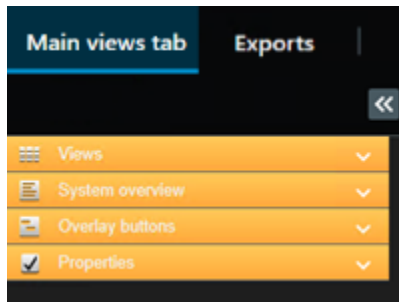 Main views tab Exports
Views
System overview
Overlay buttons
Properties